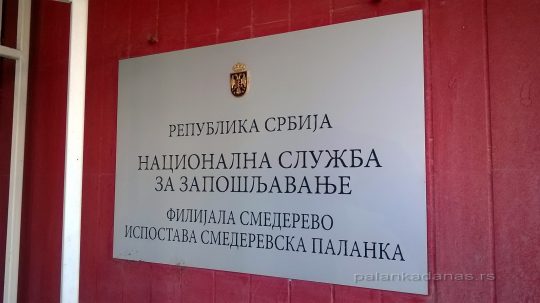 РЕПУБЛИКА СРБИЈА
НАЦИОНАЛНА СЛУЖБА
ЗА ЗАПОШЉАВАЊЕ
ФИЛИЈАЛА СМЕДЕРЕВО
ИСПОСТАВА СМЕДЕРЕВСКА ПАЛАНКА
palankadanas.rs